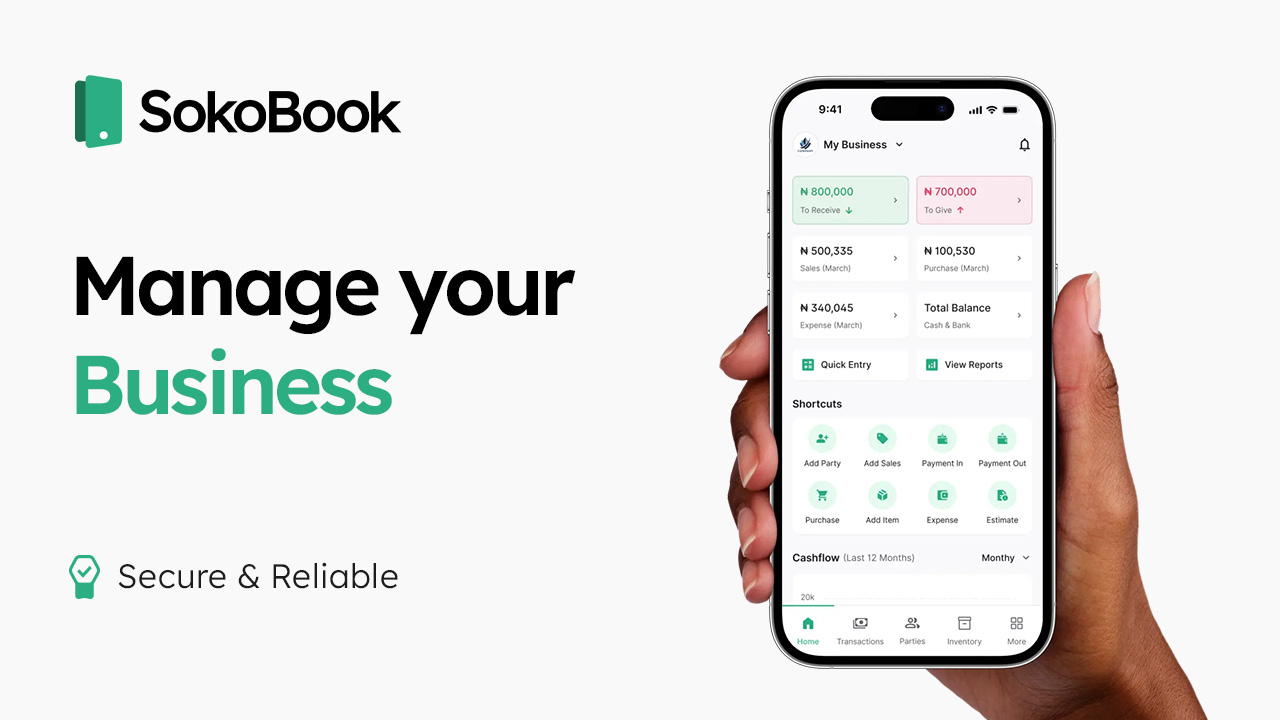 SokoBook
Manage your
Business
Secure & Reliable
9:41
My Business
₦ 800,000
To Receive
₦ 700,000
To Give
₦ 500,335
Sales (March)
₦ 100,530
Purchase (March)
₦ 340,045
Expense (March)
Total Balance
Cash & Bank
Quick Entry
View Reports
Shortcuts
Add Party
Add Sales
Payment In
Payment Out
Purchase
Add Item
Expense
Estimate
Cashflow (Last 12 Months)
Monthy
20k
Home
Transactions
Parties
Inventory
More